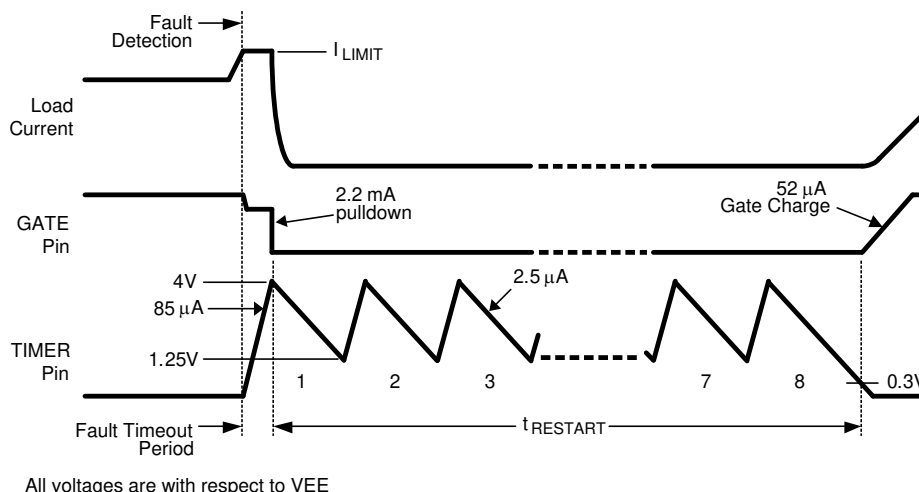 Fault
Detection
I LIMIT
Load
Current
2.2 mA
pulldown
52 μA
Gate Charge
GATE
Pin
4V
85 μA
2.5 μA
TIMER
Pin
1.25V
1 2 3 7 8
0.3V
Fault Timeout
Period
t RESTART
All voltages are with respect to VEE